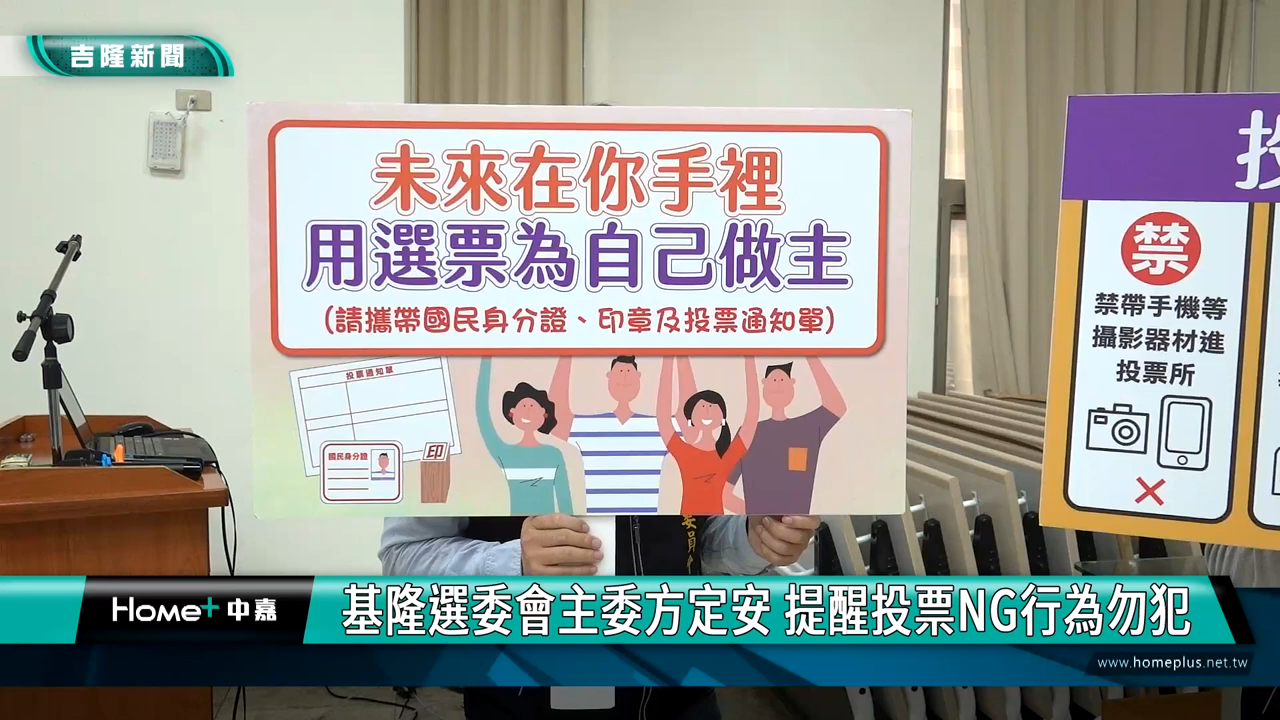 吉隆新聞
未來在你手裡
用選票為自己做主
(請攜帶國民身分證、印章及投票通知單)
投票通知單
國民身分證
印
委員
禁
禁帶手機等
攝影器材進
投票所
Home+中嘉
基隆選委會主委方定安 提醒投票NG行為勿犯
www.homeplus.net.tw